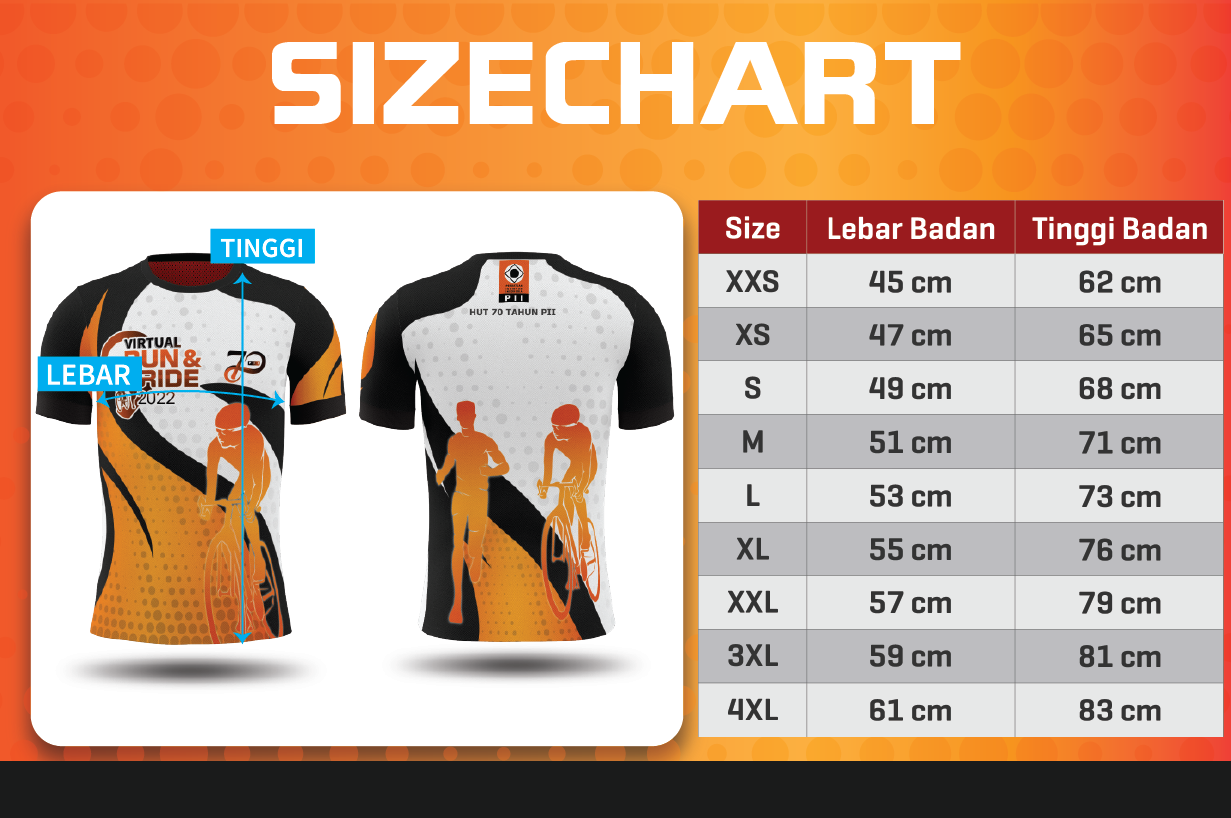 SIZECHART
TINGGI
LEBAR
VIRTUAL
RUN &
RIDE
2022
70
PII
HUT 70 TAHUN PII
Size Lebar Badan Tinggi Badan
XXS 45 cm 62 cm
XS 47 cm 65 cm
S 49 cm 68 cm
M 51 cm 71 cm
L 53 cm 73 cm
XL 55 cm 76 cm
XXL 57 cm 79 cm
3XL 59 cm 81 cm
4XL 61 cm 83 cm